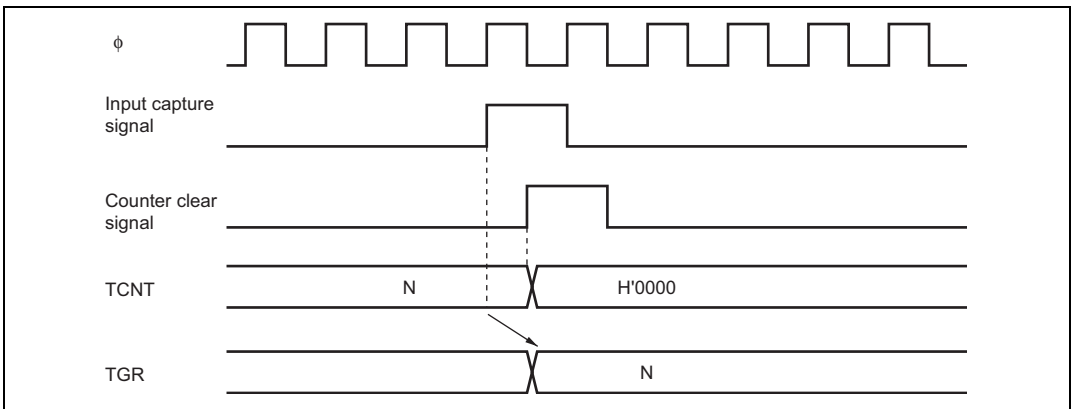 ϕ
Input capture
signal
Counter clear
signal
TCNT
N
H'0000
TGR
N